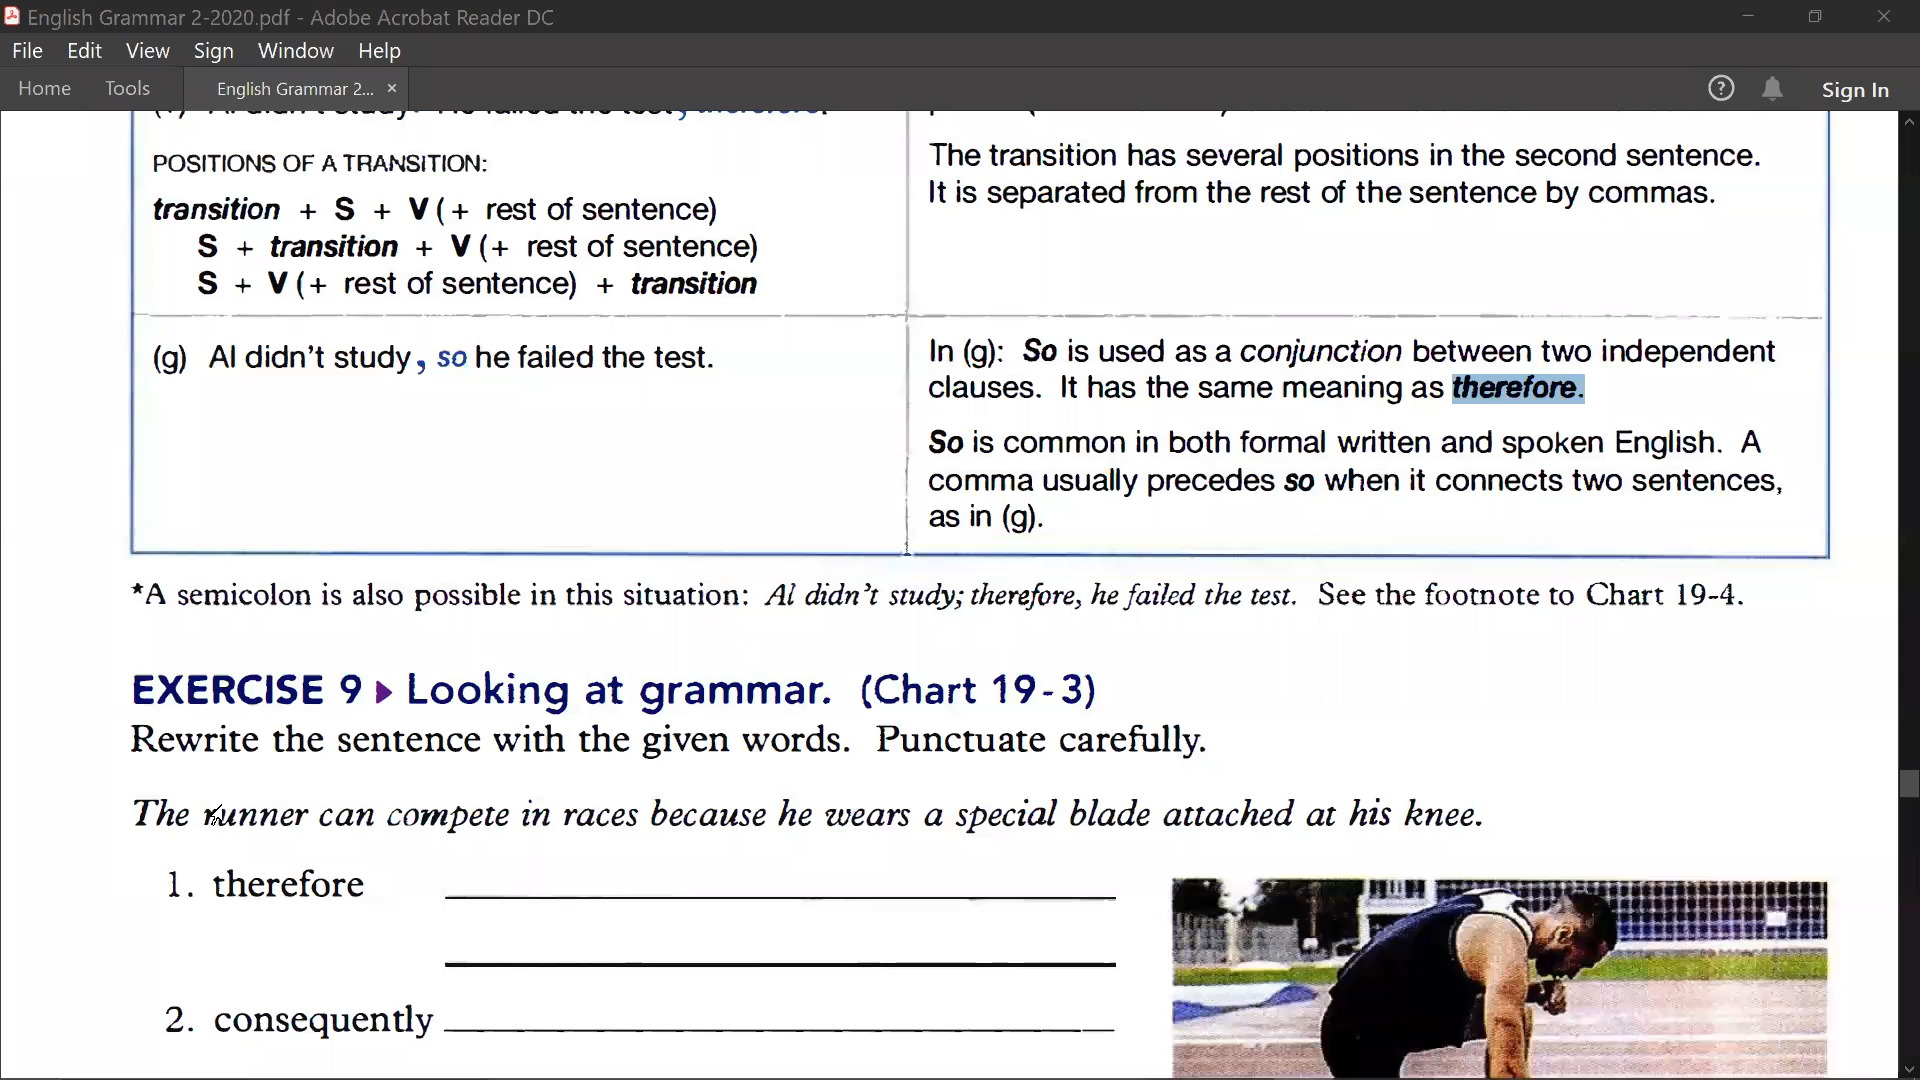 English Grammar 2-2020.pdf - Adobe Acrobat Reader DC
File Edit View Sign Window Help
Home Tools English Grammar 2... × ? Sign In
Al didn't study. He failed the test, therefore.
POSITIONS OF A TRANSITION:
transition + S + V (+ rest of sentence)
S + transition + V (+ rest of sentence)
S + V (+ rest of sentence) + transition
The transition has several positions in the second sentence.
It is separated from the rest of the sentence by commas.
(g) Al didn't study, so he failed the test.
In (g): So is used as a conjunction between two independent
clauses. It has the same meaning as therefore.
So is common in both formal written and spoken English. A
comma usually precedes so when it connects two sentences,
as in (g).
*A semicolon is also possible in this situation: Al didn't study; therefore, he failed the test. See the footnote to Chart 19-4.
EXERCISE 9 ▶ Looking at grammar. (Chart 19-3)
Rewrite the sentence with the given words. Punctuate carefully.
The runner can compete in races because he wears a special blade attached at his knee.
1. therefore
2. consequently